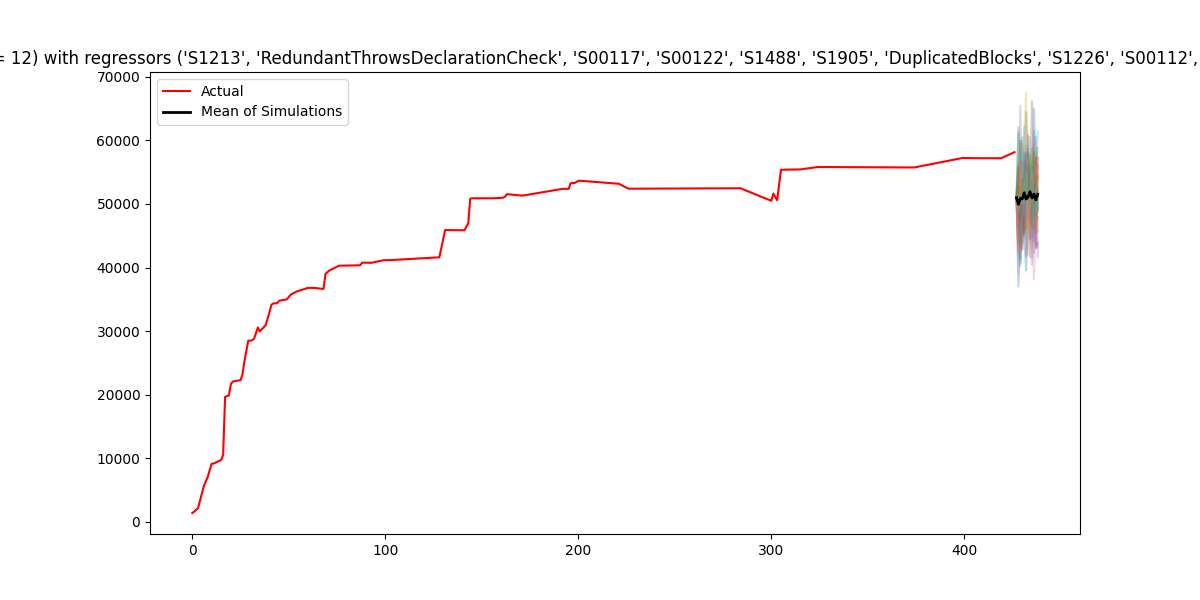 = 12) with regressors ('S1213', 'RedundantThrowsDeclarationCheck', 'S00117', 'S00122', 'S1488', 'S1905', 'DuplicatedBlocks', 'S1226', 'S00112',
70000
60000
50000
40000
30000
20000
10000
0
Actual
Mean of Simulations
0 100 200 300 400